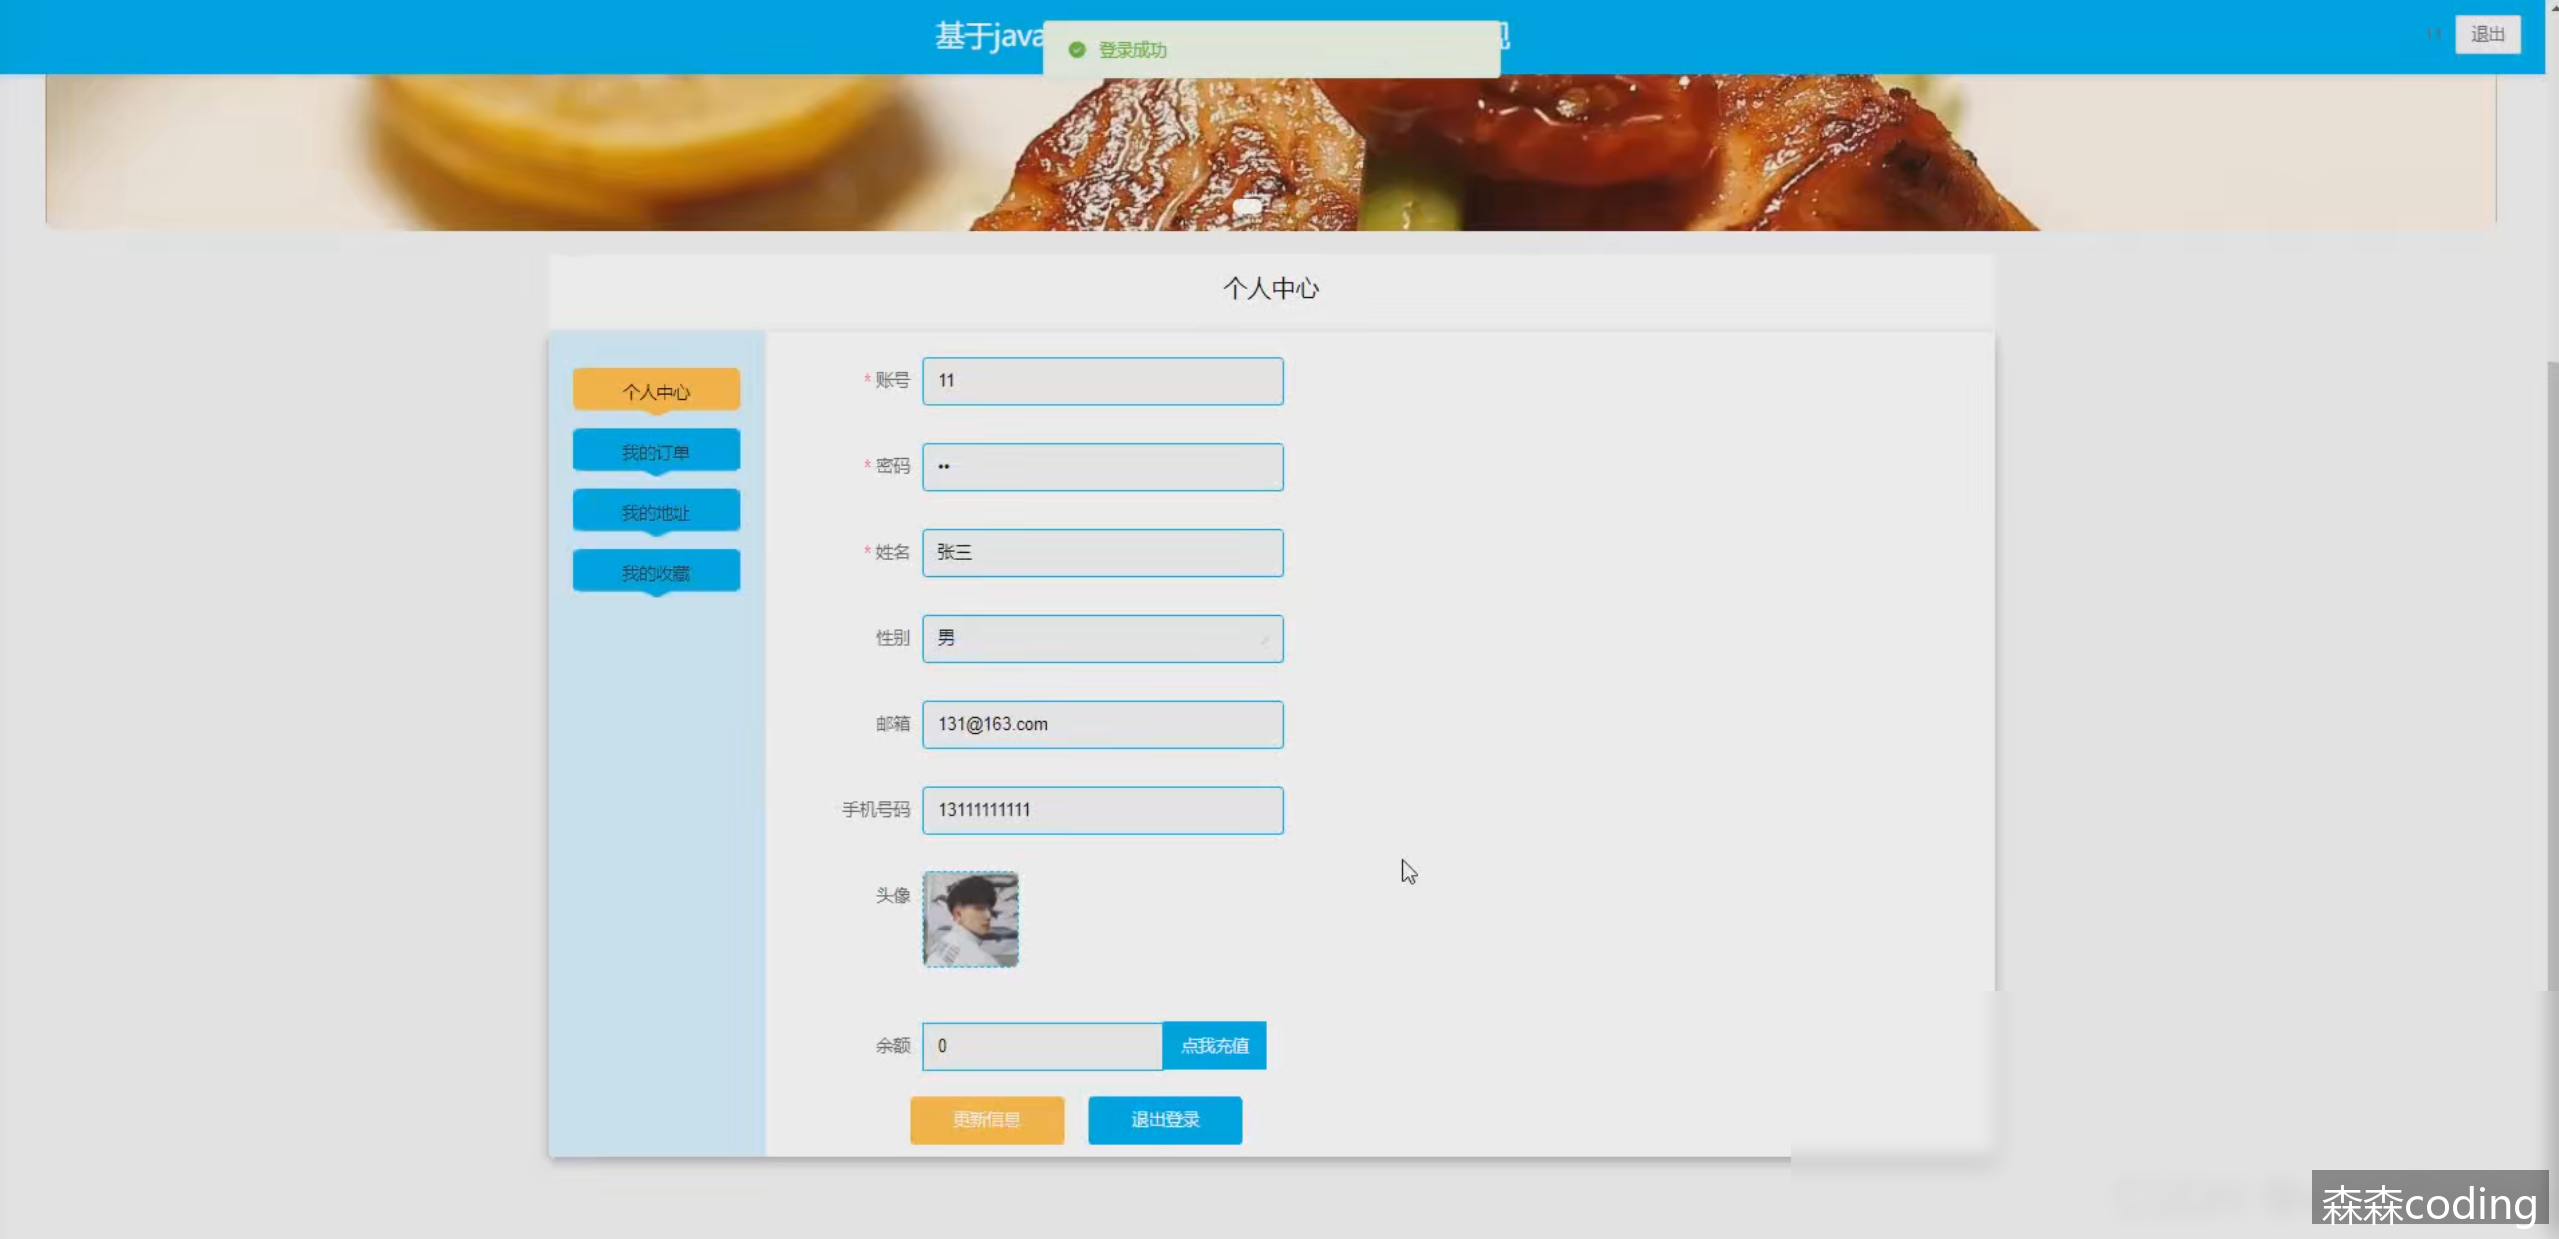 基于java
现
登录成功
11
退出
个人中心
个人中心
我的订单
我的地址
我的收藏
* 账号 11
* 密码 ••
* 姓名 张三
性别 男
邮箱 131@163.com
手机号码 13111111111
头像
余额 0 点我充值
更新信息 退出登录
森森coding